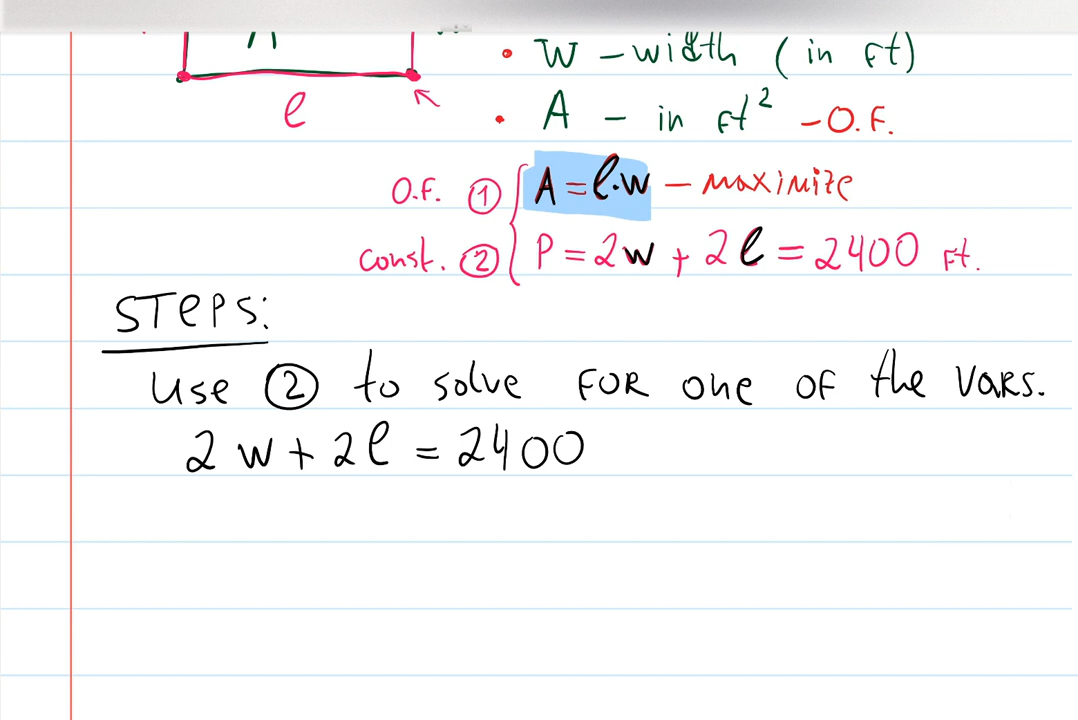 • W – width (in ft)
l
• A – in ft² – O.F.
O.F. ① A = l·w – maximize
const. ② P = 2w + 2l = 2400 ft.
STEPS:
Use ② to solve FOR one OF the VARS.
2w + 2l = 2400